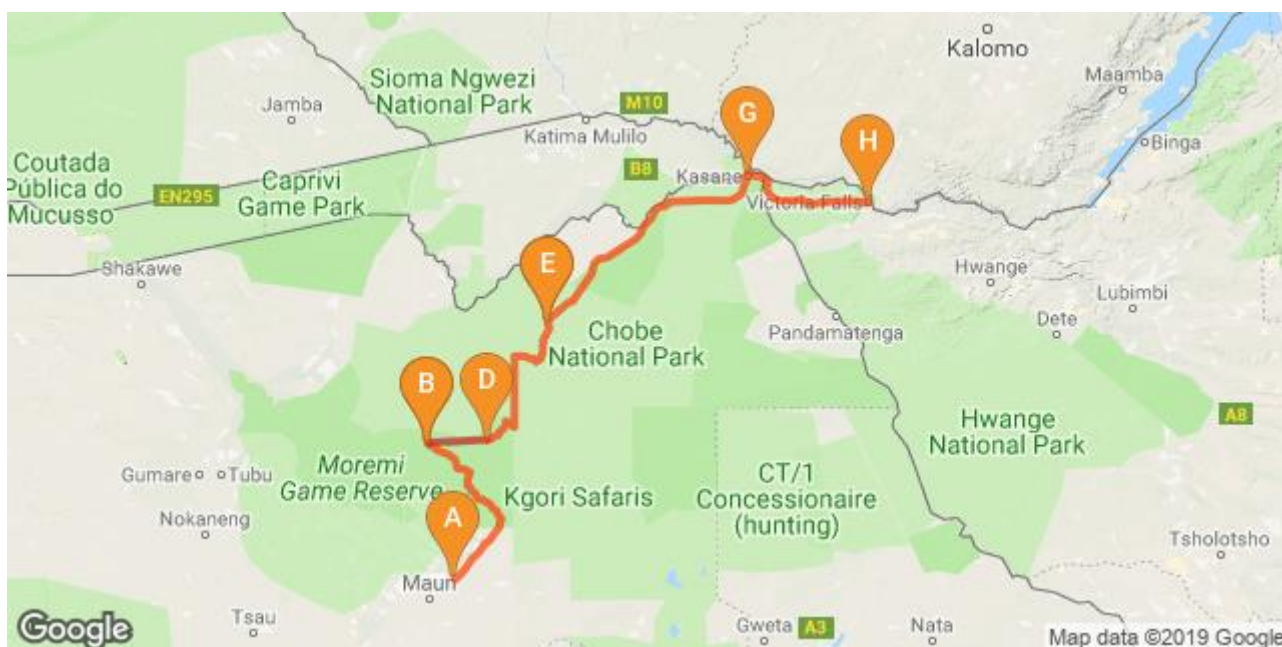 Kalomo
Sioma Ngwezi
National Park
Maamba
Jamba
M10
G
Katima Mulilo
H
Binga
Coutada
Pública do
Mucusso
Caprivi
Game Park
EN295
B8
Kasane
Victoria Falls
Shakawe
E
Hwange
Lubimbi
Dete
Chobe
National Park
Pandamatenga
B
D
Hwange
National Park
A8
Gumare
Tubu
Moremi
Game Reserve
Kgori Safaris
CT/1
Concessionaire
(hunting)
Nokaneng
A
Tsholotsho
Maun
Tsau
Google
Gweta
A3
Nata
Map data ©2019 Google